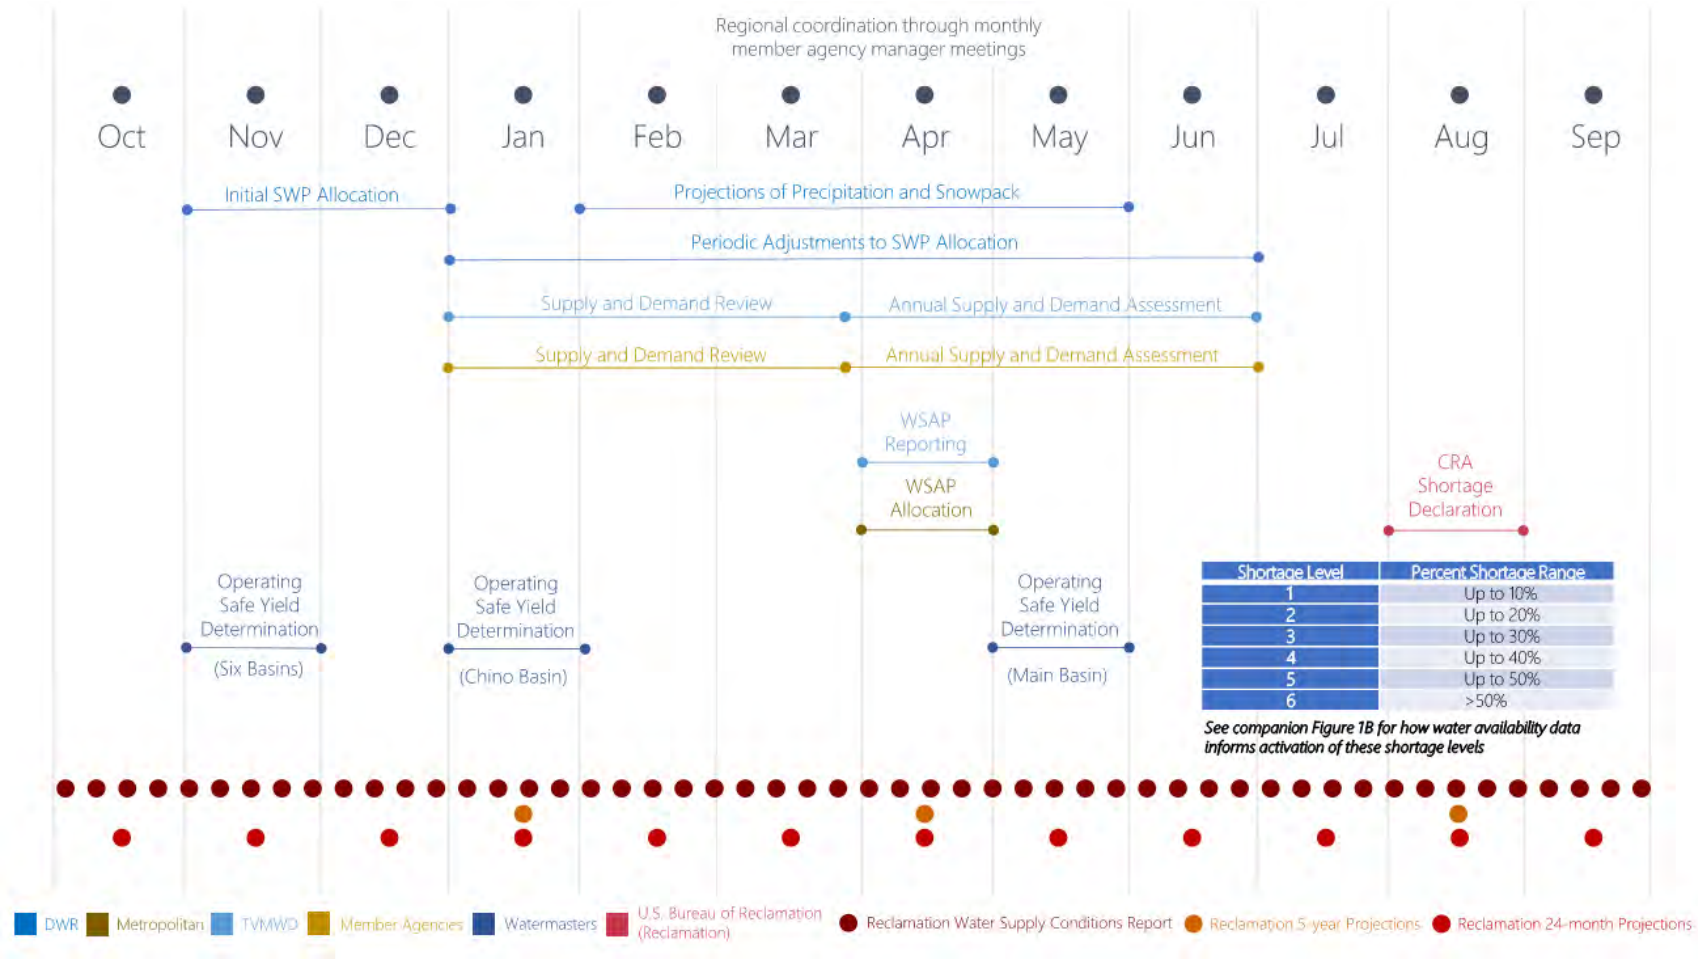 Regional coordination through monthly
member agency manager meetings
Oct Nov Dec Jan Feb Mar Apr May Jun Jul Aug Sep
Initial SWP Allocation
Projections of Precipitation and Snowpack
Periodic Adjustments to SWP Allocation
Supply and Demand Review
Annual Supply and Demand Assessment
Supply and Demand Review
Annual Supply and Demand Assessment
WSAP
Reporting
WSAP
Allocation
CRA
Shortage
Declaration
Operating
Safe Yield
Determination
(Six Basins)
Operating
Safe Yield
Determination
(Chino Basin)
Operating
Safe Yield
Determination
(Main Basin)
Shortage Level Percent Shortage Range
1 Up to 10%
2 Up to 20%
3 Up to 30%
4 Up to 40%
5 Up to 50%
6 >50%
See companion Figure 1B for how water availability data
informs activation of these shortage levels
DWR
Metropolitan
TVMWD
Member Agencies
Watermasters
U.S. Bureau of Reclamation
(Reclamation)
Reclamation Water Supply Conditions Report
Reclamation 5-year Projections
Reclamation 24-month Projections